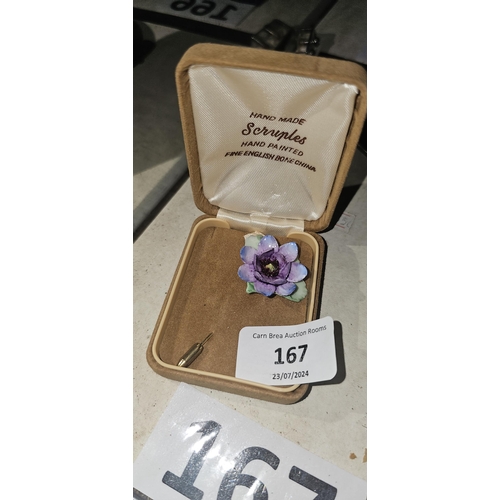 HAND MADE
Scruples
HAND PAINTED
FINE ENGLISH BONE CHINA
Carn Brea Auction Rooms
167
23/07/2024
167